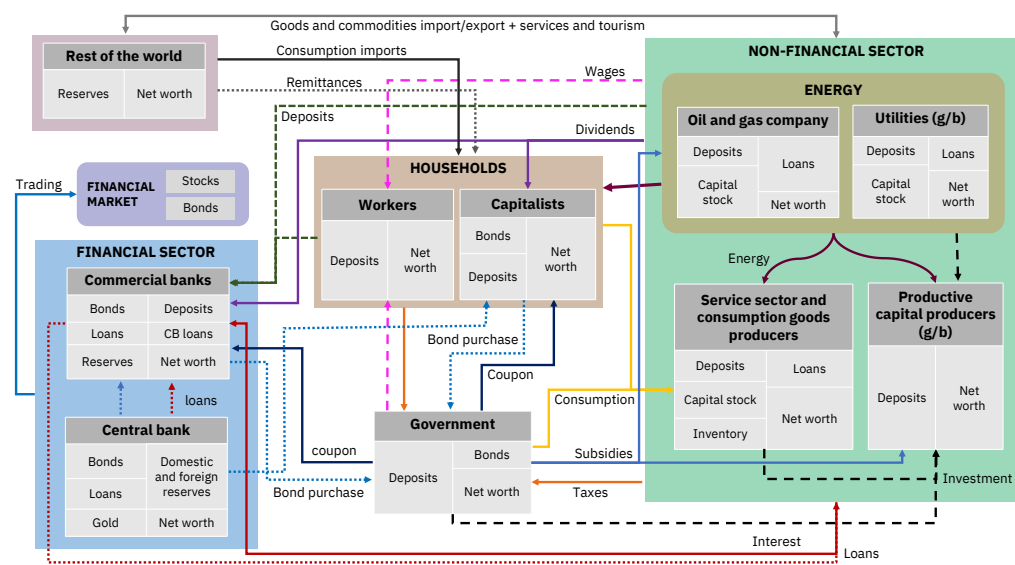 Goods and commodities import/export + services and tourism
Rest of the world
Reserves
Net worth
Consumption imports
Remittances
Deposits
Wages
Dividends
NON-FINANCIAL SECTOR
ENERGY
Oil and gas company
Deposits
Loans
Capital
stock
Net worth
Utilities (g/b)
Deposits
Loans
Capital
stock
Net
worth
Trading
FINANCIAL
MARKET
Stocks
Bonds
HOUSEHOLDS
Workers
Deposits
Net
worth
Capitalists
Bonds
Deposits
Net
worth
FINANCIAL SECTOR
Commercial banks
Bonds
Deposits
Loans
CB loans
Reserves
Net worth
loans
Central bank
Bonds
Domestic
and foreign
reserves
Loans
Gold
Net worth
Energy
Service sector and
consumption goods
producers
Deposits
Loans
Capital stock
Net worth
Inventory
Productive
capital producers
(g/b)
Deposits
Net
worth
Bond purchase
Coupon
Consumption
Government
Deposits
Bonds
Net worth
coupon
Bond purchase
Subsidies
Taxes
Investment
Interest
Loans